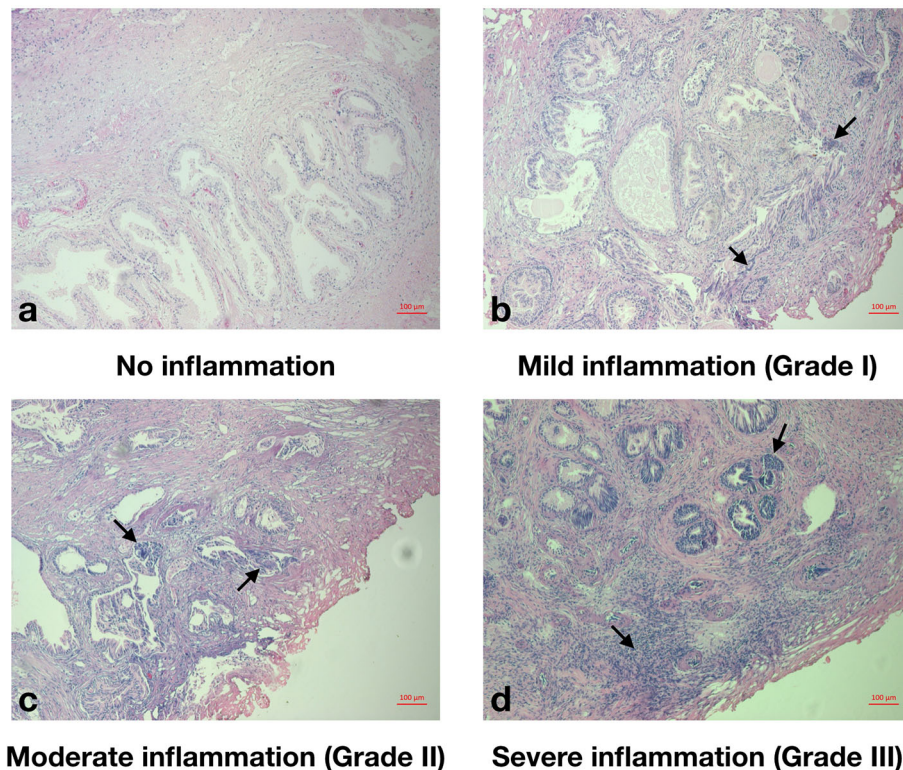 a
100 µm
b
100 µm
No inflammation
Mild inflammation (Grade I)
c
100 µm
d
100 µm
Moderate inflammation (Grade II)
Severe inflammation (Grade III)